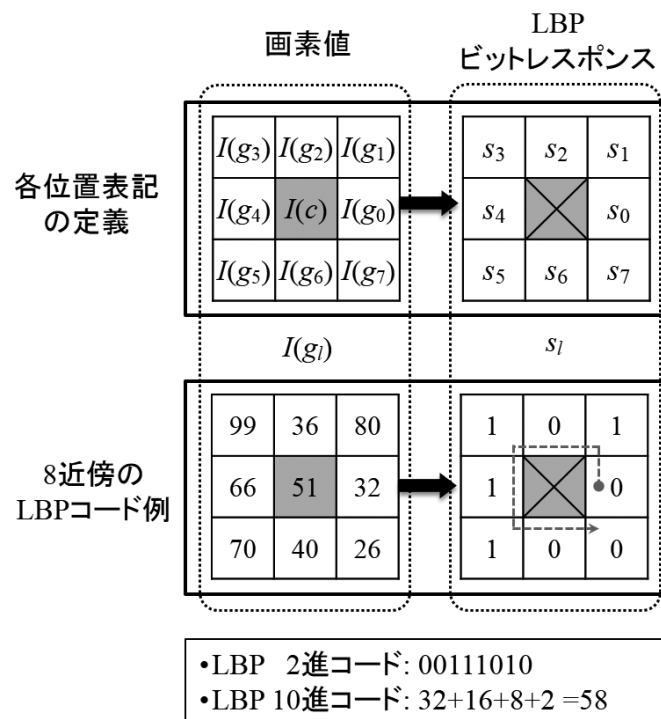 画素値
LBP
ビットレスポンス
各位置表記
の定義
I(g3) I(g2) I(g1)
I(g4) I(c) I(g0)
I(g5) I(g6) I(g7)
s3 s2 s1
s4 s0
s5 s6 s7
I(gl)
sl
8近傍の
LBPコード例
99 36 80
66 51 32
70 40 26
1 0 1
1 0
1 0 0
•LBP 2進コード: 00111010
•LBP 10進コード: 32+16+8+2 =58